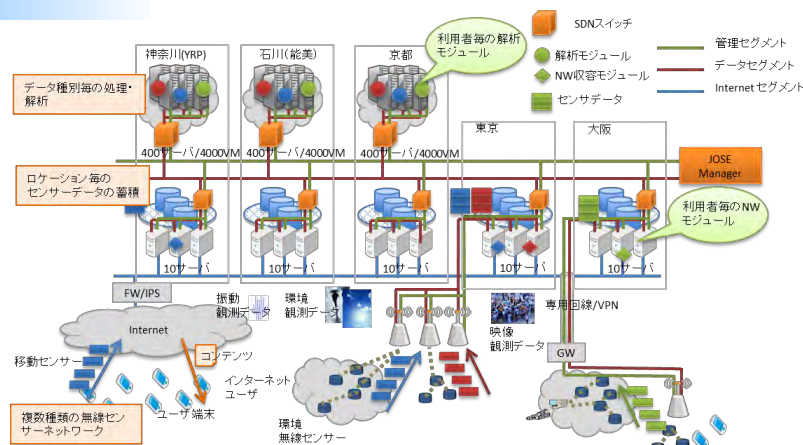 SDNスイッチ
利用者毎の解析
モジュール
管理セグメント
解析モジュール
データセグメント
NW収容モジュール
Internetセグメント
センサデータ
神奈川(YRP)
石川(能美)
京都
データ種別毎の処理・
解析
東京
大阪
400サーバ/4000VM
400サーバ/4000VM
400サーバ/4000VM
JOSE
Manager
ロケーション毎の
センサーデータの蓄積
利用者毎のNW
モジュール
10サーバ
10サーバ
10サーバ
10サーバ
10サーバ
FW/IPS
振動
観測データ
環境
観測データ
専用回線/VPN
Internet
映像
観測データ
GW
移動センサー
コンテンツ
インターネット
ユーザ
ユーザ端末
複数種類の無線セン
サーネットワーク
環境
無線センサー